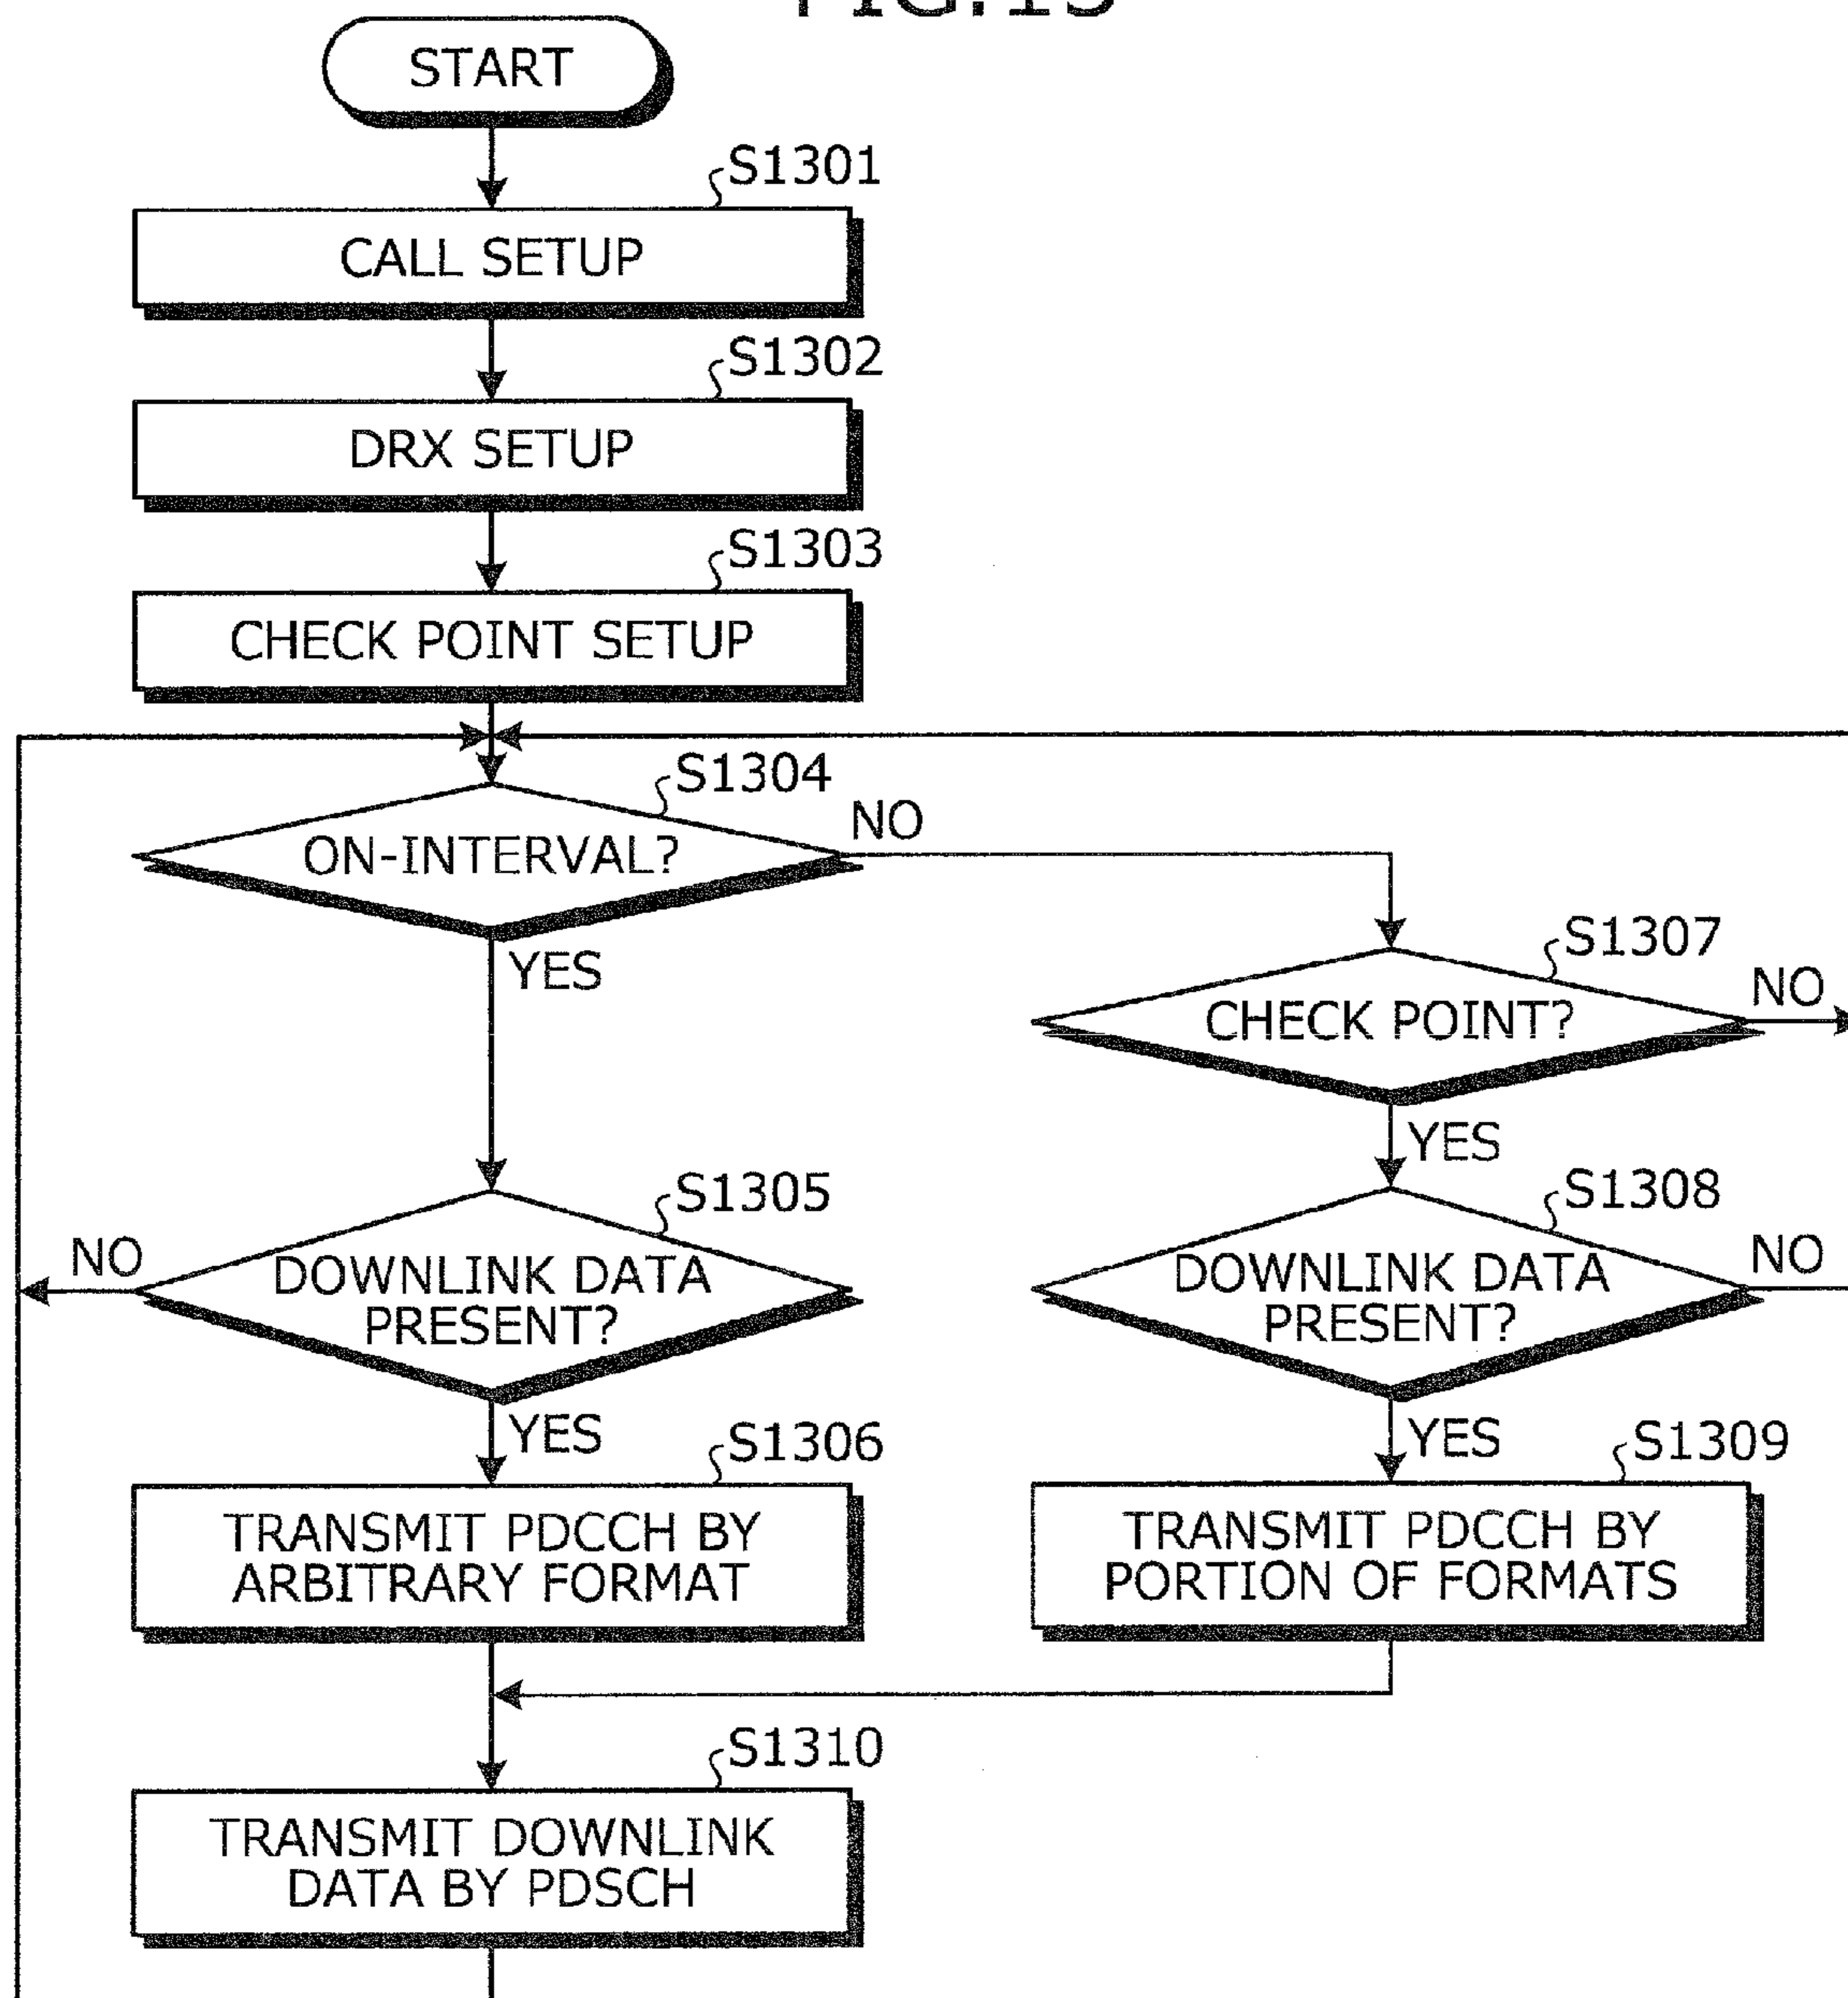 FIG.13
START
S1301
CALL SETUP
S1302
DRX SETUP
S1303
CHECK POINT SETUP
S1304
ON-INTERVAL?
NO
YES
S1307
CHECK POINT?
NO
YES
S1305
DOWNLINK DATA
PRESENT?
NO
YES
S1308
DOWNLINK DATA
PRESENT?
NO
YES
S1306
TRANSMIT PDCCH BY
ARBITRARY FORMAT
S1309
TRANSMIT PDCCH BY
PORTION OF FORMATS
S1310
TRANSMIT DOWNLINK
DATA BY PDSCH